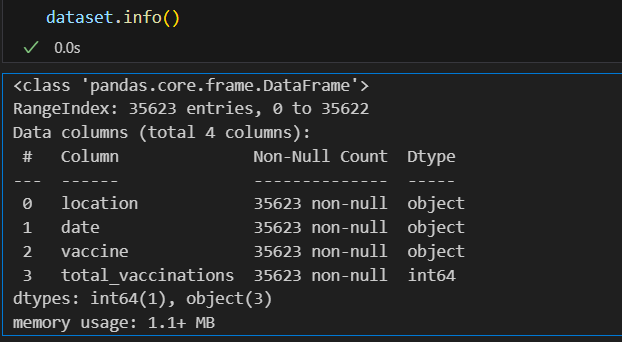 dataset.info()
0.0s
<class 'pandas.core.frame.DataFrame'>
RangeIndex: 35623 entries, 0 to 35622
Data columns (total 4 columns):
 #   Column              Non-Null Count  Dtype
---  ------              --------------  -----
 0   location            35623 non-null  object
 1   date                35623 non-null  object
 2   vaccine             35623 non-null  object
 3   total_vaccinations  35623 non-null  int64
dtypes: int64(1), object(3)
memory usage: 1.1+ MB